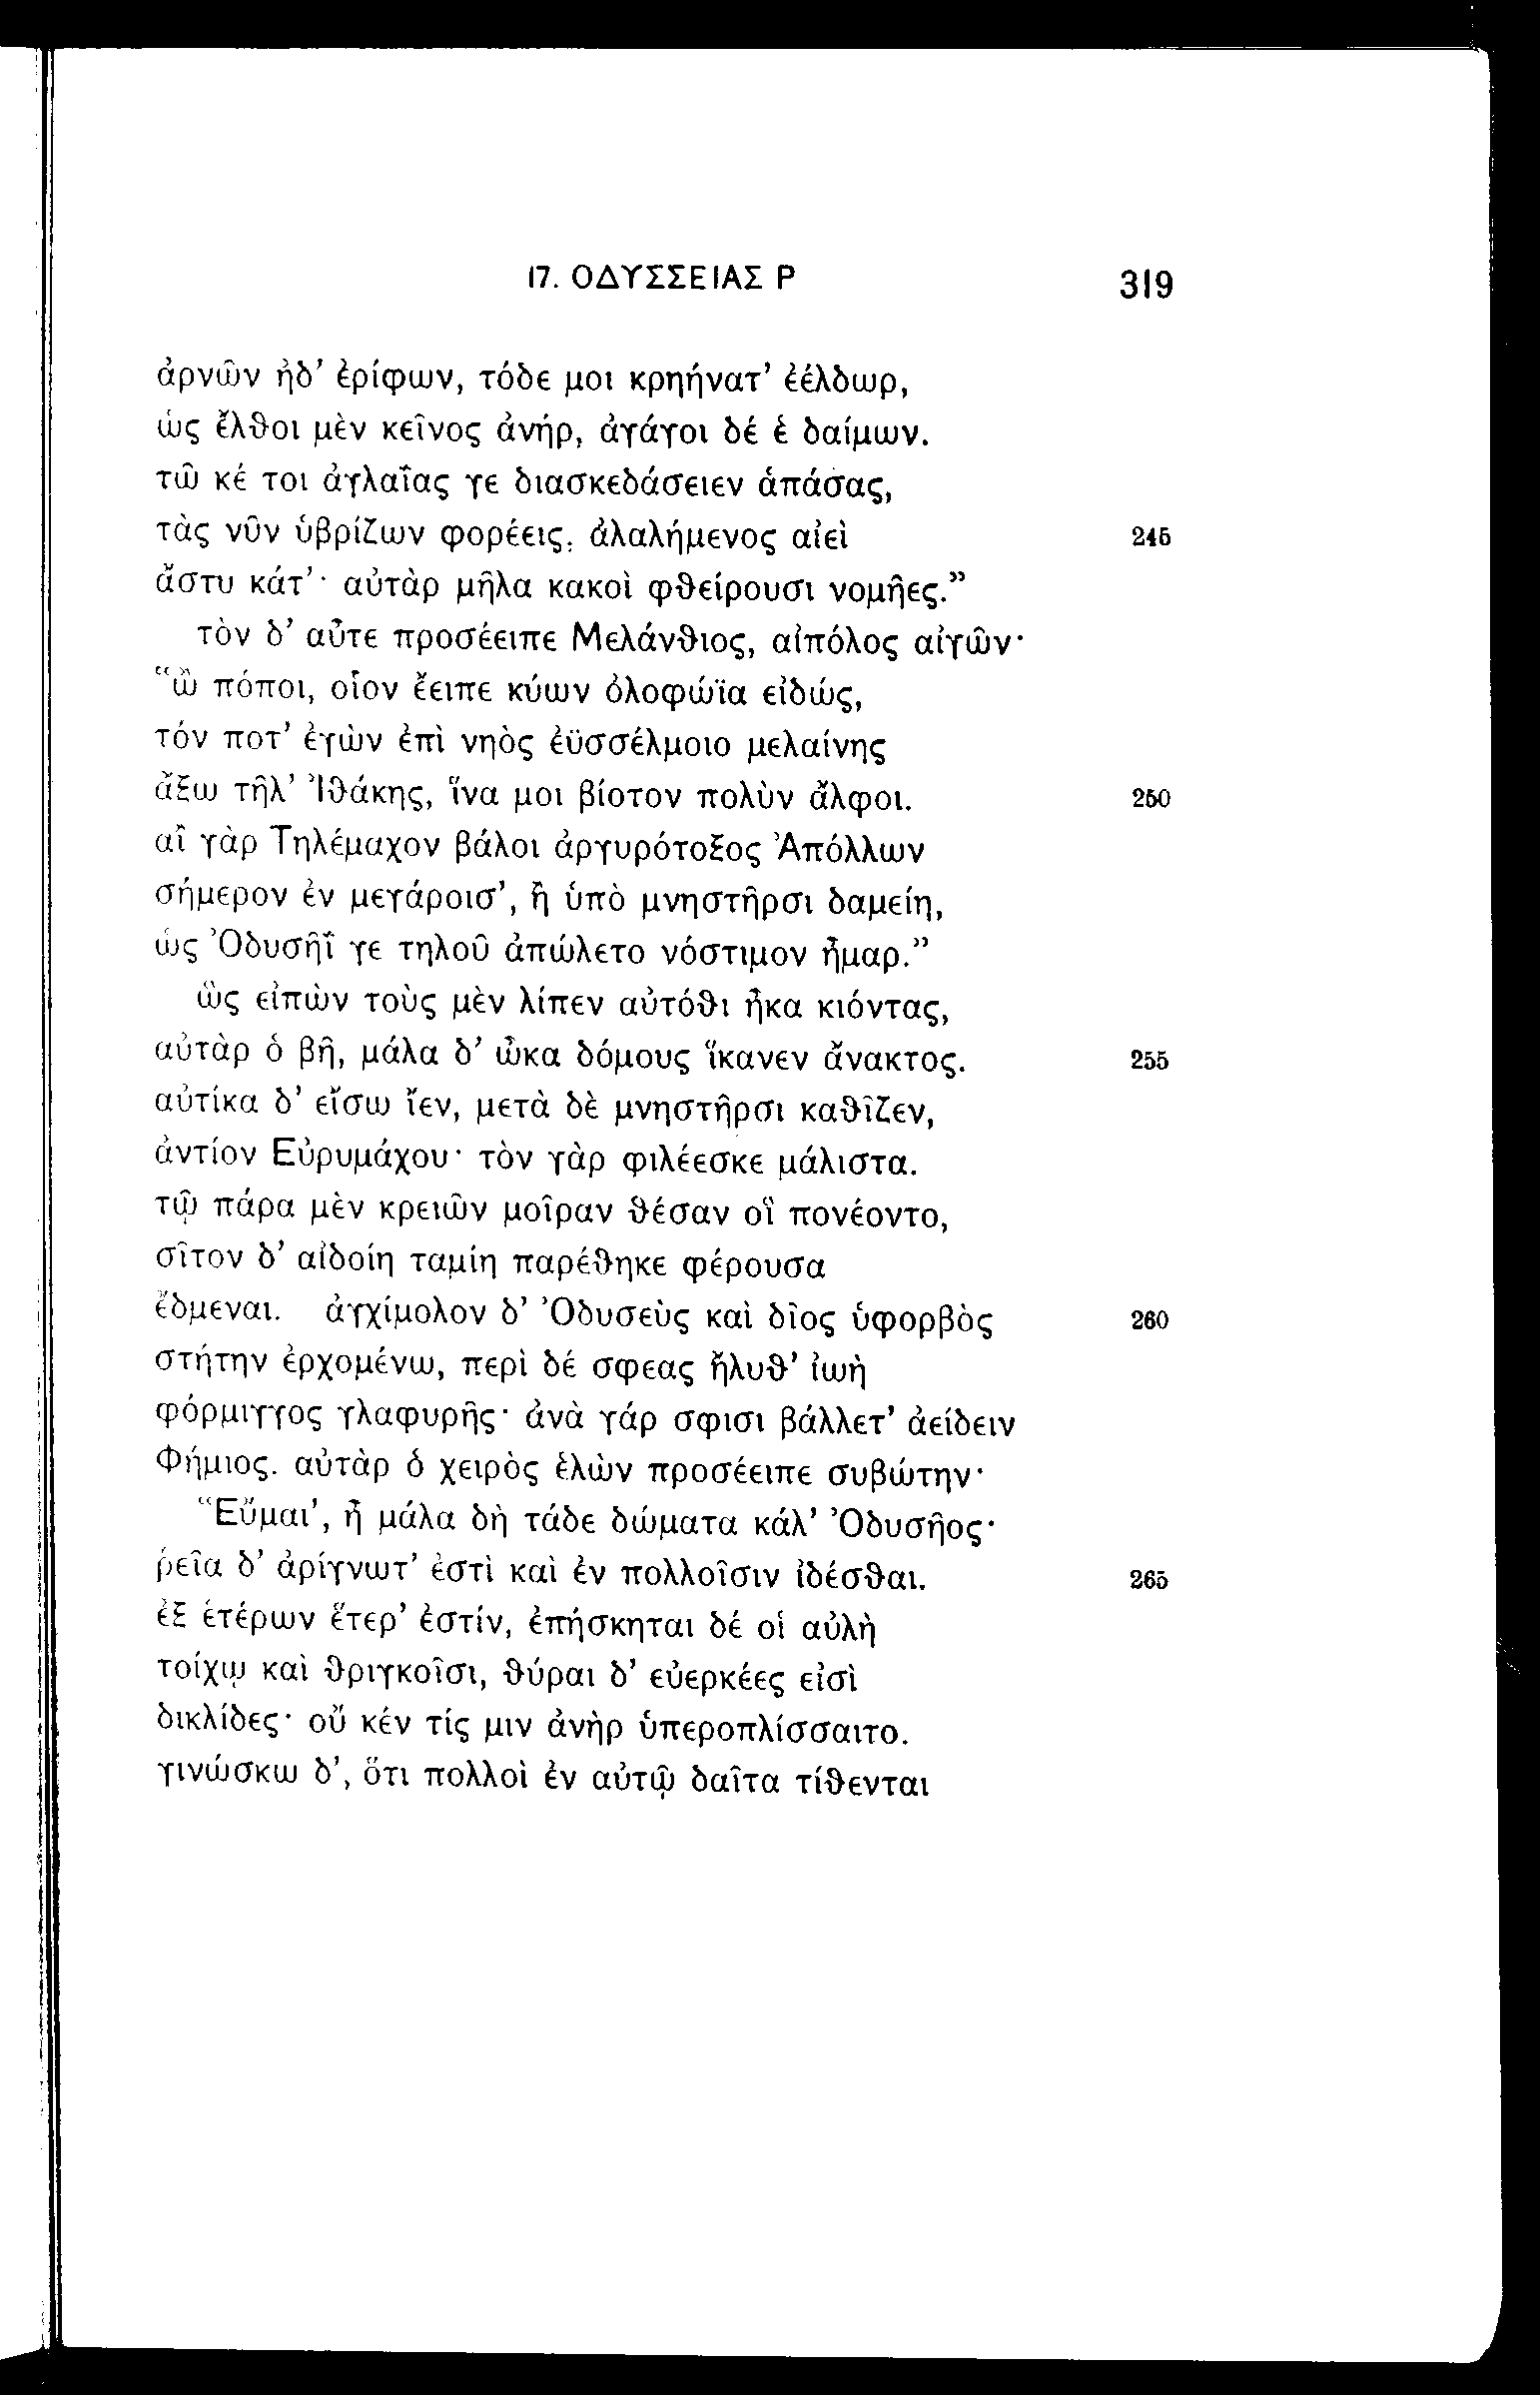 17. ΟΔΥΣΣΕΙΑΣ Ρ 319
ἀρνῶν ἠδ’ ἐρίφων, τόδε μοι κρηήνατ’ ἐέλδωρ,
ὡς ἔλθοι μὲν κεῖνος ἀνήρ, ἀγάγοι δέ ἑ δαίμων.
τῶ κέ τοι ἀγλαΐας γε διασκεδάσειεν ἁπάσας,
τὰς νῦν ὑβρίζων φορέεις, ἀλαλήμενος αἰεὶ 245
ἄστυ κάτ’· αὐτὰρ μῆλα κακοὶ φθείρουσι νομῆες.”
τὸν δ’ αὖτε προσέειπε Μελάνθιος, αἰπόλος αἰγῶν·
“ὢ πόποι, οἷον ἔειπε κύων ὀλοφώϊα εἰδώς,
τόν ποτ’ ἐγὼν ἐπὶ νηὸς ἐϋσσέλμοιο μελαίνης
ἄξω τῆλ’ Ἰθάκης, ἵνα μοι βίοτον πολὺν ἄλφοι. 250
αἲ γὰρ Τηλέμαχον βάλοι ἀργυρότοξος Ἀπόλλων
σήμερον ἐν μεγάροισ’, ἢ ὑπὸ μνηστῆρσι δαμείη,
ὡς Ὀδυσῆΐ γε τηλοῦ ἀπώλετο νόστιμον ἦμαρ.”
ὣς εἰπὼν τοὺς μὲν λίπεν αὐτόθι ἦκα κιόντας,
αὐτὰρ ὁ βῆ, μάλα δ’ ὦκα δόμους ἵκανεν ἄνακτος. 255
αὐτίκα δ’ εἴσω ἴεν, μετὰ δὲ μνηστῆρσι καθῖζεν,
ἀντίον Εὐρυμάχου· τὸν γὰρ φιλέεσκε μάλιστα.
τῷ πάρα μὲν κρειῶν μοῖραν θέσαν οἳ πονέοντο,
σῖτον δ’ αἰδοίη ταμίη παρέθηκε φέρουσα
ἔδμεναι. ἀγχίμολον δ’ Ὀδυσεὺς καὶ δῖος ὑφορβὸς 260
στήτην ἐρχομένω, περὶ δέ σφεας ἤλυθ’ ἰωὴ
φόρμιγγος γλαφυρῆς· ἀνὰ γάρ σφισι βάλλετ’ ἀείδειν
Φήμιος. αὐτὰρ ὁ χειρὸς ἑλὼν προσέειπε συβώτην·
“Εὔμαι’, ἦ μάλα δὴ τάδε δώματα κάλ’ Ὀδυσῆος·
ῥεῖα δ’ ἀρίγνωτ’ ἐστὶ καὶ ἐν πολλοῖσιν ἰδέσθαι. 265
ἐξ ἑτέρων ἕτερ’ ἐστίν, ἐπήσκηται δέ οἱ αὐλὴ
τοίχῳ καὶ θριγκοῖσι, θύραι δ’ εὐερκέες εἰσὶ
δικλίδες· οὔ κέν τίς μιν ἀνὴρ ὑπεροπλίσσαιτο.
γινώσκω δ’, ὅτι πολλοὶ ἐν αὐτῷ δαῖτα τίθενται